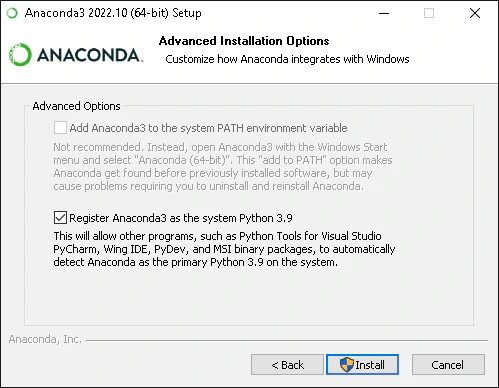 Anaconda3 2022.10 (64-bit) Setup
ANACONDA.
Advanced Installation Options
Customize how Anaconda integrates with Windows
Advanced Options
Add Anaconda3 to the system PATH environment variable
Not recommended. Instead, open Anaconda3 with the Windows Start
menu and select "Anaconda (64-bit)". This "add to PATH" option makes
Anaconda get found before previously installed software, but may
cause problems requiring you to uninstall and reinstall Anaconda.
Register Anaconda3 as the system Python 3.9
This will allow other programs, such as Python Tools for Visual Studio
PyCharm, Wing IDE, PyDev, and MSI binary packages, to automatically
detect Anaconda as the primary Python 3.9 on the system.
Anaconda, Inc.
< Back
Install
Cancel